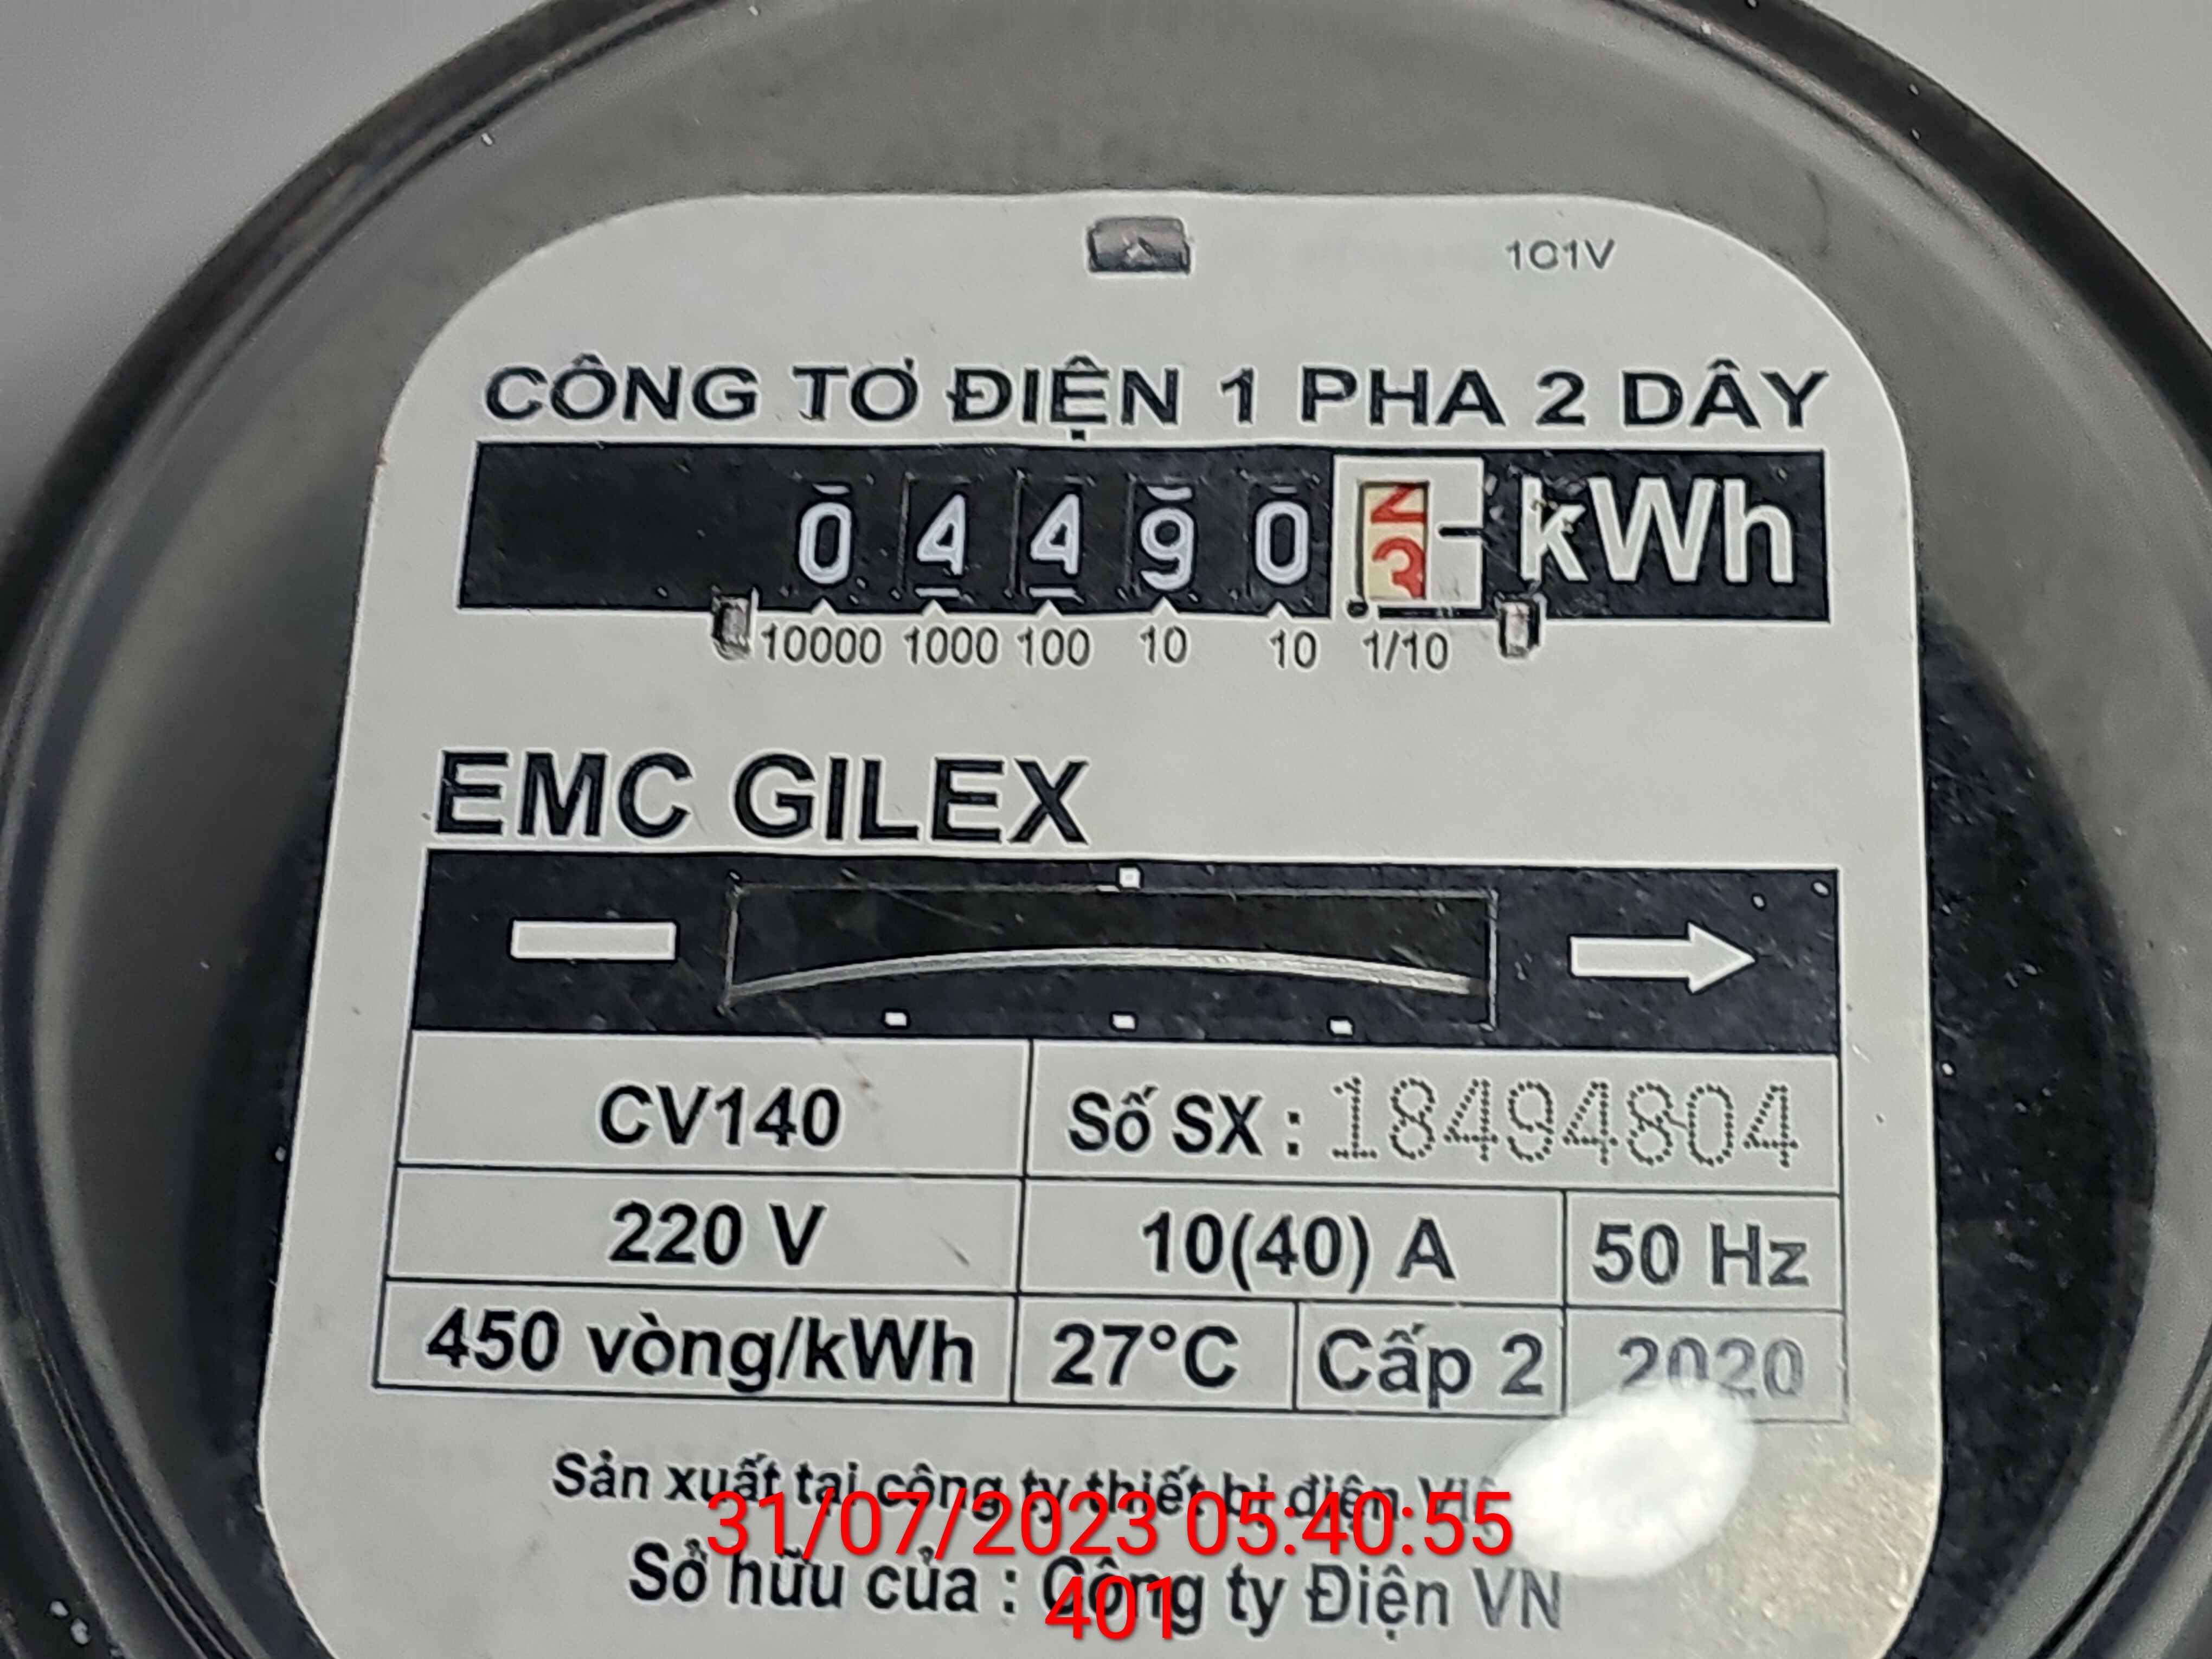 1C1V
CÔNG TƠ ĐIỆN 1 PHA 2 DÂY
0 4 4 9 0 kWh
10000 1000 100 10 10 1/10
EMC GILEX
CV140 Số SX : 18494804
220 V 10(40) A 50 Hz
450 vòng/kWh 27°C Cấp 2 2020
Sản xuất tại công ty thiết bị điện
31/07/2023 05:40:55
Sở hữu của : Công ty Điện VN
401